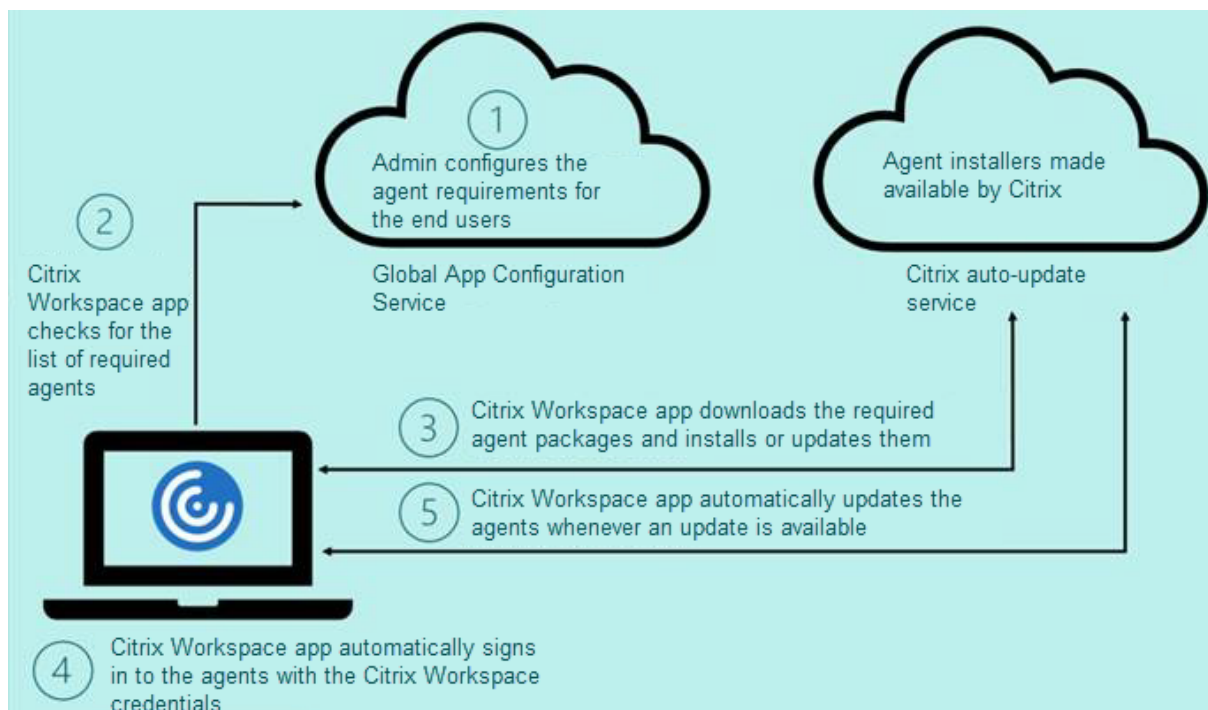 1
Admin configures the
agent requirements for
the end users
Global App Configuration
Service
Agent installers made
available by Citrix
Citrix auto-update
service
2
Citrix
Workspace app
checks for the
list of required
agents
3
Citrix Workspace app downloads the required
agent packages and installs or updates them
5
Citrix Workspace app automatically updates the
agents whenever an update is available
4
Citrix Workspace app automatically signs
in to the agents with the Citrix Workspace
credentials